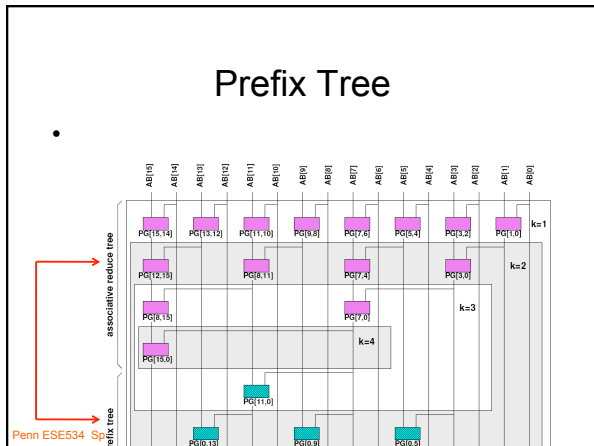 Prefix Tree
•
AB[15] AB[14] AB[13] AB[12] AB[11] AB[10] AB[9] AB[8] AB[7] AB[6] AB[5] AB[4] AB[3] AB[2] AB[1] AB[0]
k=1
PG[15,14] PG[13,12] PG[11,10] PG[9,8] PG[7,6] PG[5,4] PG[3,2] PG[1,0]
k=2
PG[12,15] PG[8,11] PG[7,4] PG[3,0]
associative reduce tree
k=3
PG[8,15] PG[7,0]
k=4
PG[15,0]
PG[11,0]
efix tree
Penn ESE534 Sp
PG[0,13] PG[0,9] PG[0,5]